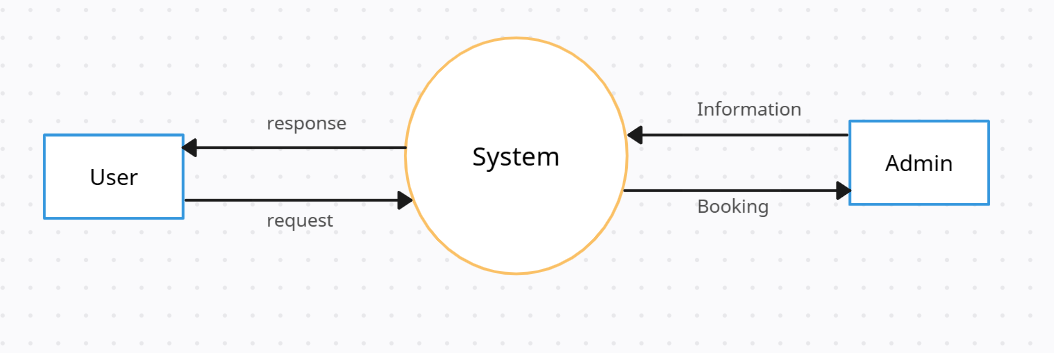 response
Information
User
System
Admin
request
Booking